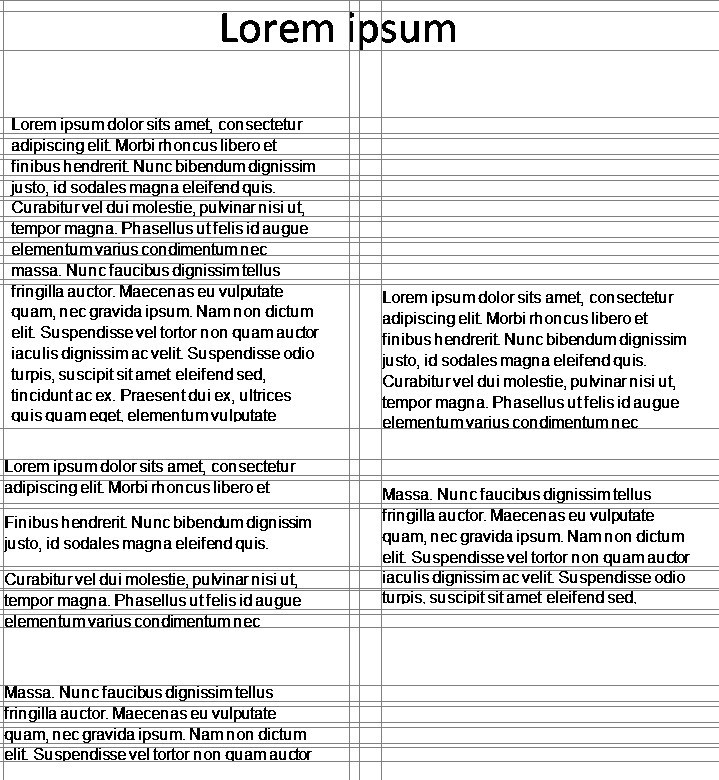 Lorem ipsum
Lorem ipsum dolor sits amet, consectetur
adipiscing elit. Morbi rhoncus libero et
finibus hendrerit. Nunc bibendum dignissim
justo, id sodales magna eleifend quis.
Curabitur vel dui molestie, pulvinar nisi ut,
tempor magna. Phasellus ut felis id augue
elementum varius condimentum nec
massa. Nunc faucibus dignissim tellus
fringilla auctor. Maecenas eu vulputate
quam, nec gravida ipsum. Nam non dictum
elit. Suspendisse vel tortor non quam auctor
iaculis dignissim ac velit. Suspendisse odio
turpis, suscipit sit amet eleifend sed,
tincidunt ac ex. Praesent dui ex, ultrices
quis quam eget, elementum vulputate
Lorem ipsum dolor sits amet, consectetur
adipiscing elit. Morbi rhoncus libero et
Finibus hendrerit. Nunc bibendum dignissim
justo, id sodales magna eleifend quis.
Curabitur vel dui molestie, pulvinar nisi ut,
tempor magna. Phasellus ut felis id augue
elementum varius condimentum nec
Massa. Nunc faucibus dignissim tellus
fringilla auctor. Maecenas eu vulputate
quam, nec gravida ipsum. Nam non dictum
elit. Suspendisse vel tortor non quam auctor
Lorem ipsum dolor sits amet, consectetur
adipiscing elit. Morbi rhoncus libero et
finibus hendrerit. Nunc bibendum dignissim
justo, id sodales magna eleifend quis.
Curabitur vel dui molestie, pulvinar nisi ut,
tempor magna. Phasellus ut felis id augue
elementum varius condimentum nec
Massa. Nunc faucibus dignissim tellus
fringilla auctor. Maecenas eu vulputate
quam, nec gravida ipsum. Nam non dictum
elit. Suspendisse vel tortor non quam auctor
iaculis dignissim ac velit. Suspendisse odio
turpis, suscipit sit amet eleifend sed,